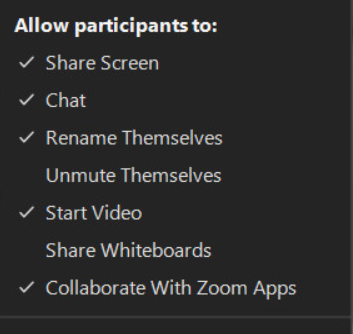 Allow participants to:
Share Screen
Chat
Rename Themselves
Unmute Themselves
Start Video
Share Whiteboards
Collaborate With Zoom Apps